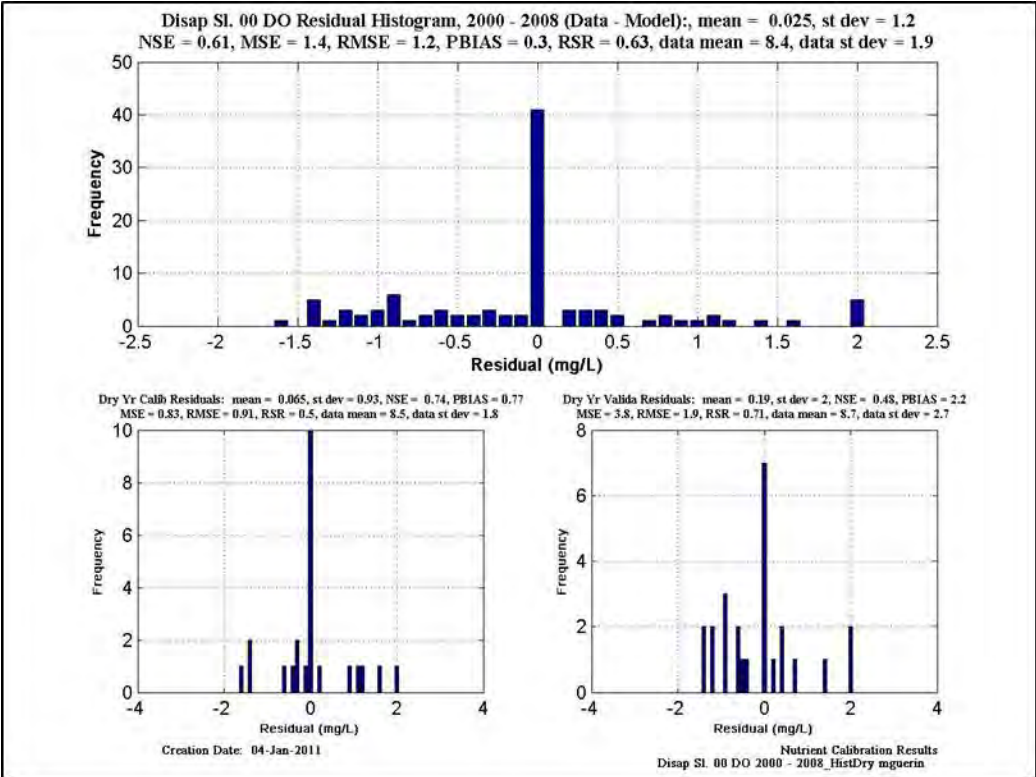 Disap Sl. 00 DO Residual Histogram, 2000 - 2008 (Data - Model):, mean = 0.025, st dev = 1.2
NSE = 0.61, MSE = 1.4, RMSE = 1.2, PBIAS = 0.3, RSR = 0.63, data mean = 8.4, data st dev = 1.9
50
40
30
20
10
0
Frequency
-2.5 -2 -1.5 -1 -0.5 0 0.5 1 1.5 2 2.5
Residual (mg/L)
Dry Yr Calib Residuals: mean = 0.065, st dev = 0.93, NSE = 0.74, PBIAS = 0.77
MSE = 0.83, RMSE = 0.91, RSR = 0.5, data mean = 8.5, data st dev = 1.8
10
8
6
4
2
0
Frequency
-4 -2 0 2 4
Residual (mg/L)
Creation Date: 04-Jan-2011
Dry Yr Valida Residuals: mean = 0.19, st dev = 2, NSE = 0.48, PBIAS = 2.2
MSE = 3.8, RMSE = 1.9, RSR = 0.71, data mean = 8.7, data st dev = 2.7
8
6
4
2
0
Frequency
-4 -2 0 2 4
Residual (mg/L)
Nutrient Calibration Results
Disap Sl. 00 DO 2000 - 2008_HistDry mguerin